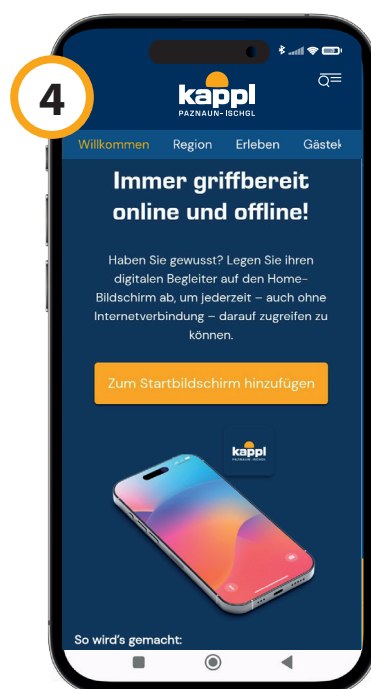 4
kappl
PAZNAUN-ISCHGL
Willkommen Region Erleben Gästek
Immer griffbereit
online und offline!
Haben Sie gewusst? Legen Sie ihren
digitalen Begleiter auf den Home-
Bildschirm ab, um jederzeit – auch ohne
Internetverbindung – darauf zugreifen zu
können.
Zum Startbildschirm hinzufügen
kappl
PAZNAUN-ISCHGL
So wird's gemacht: